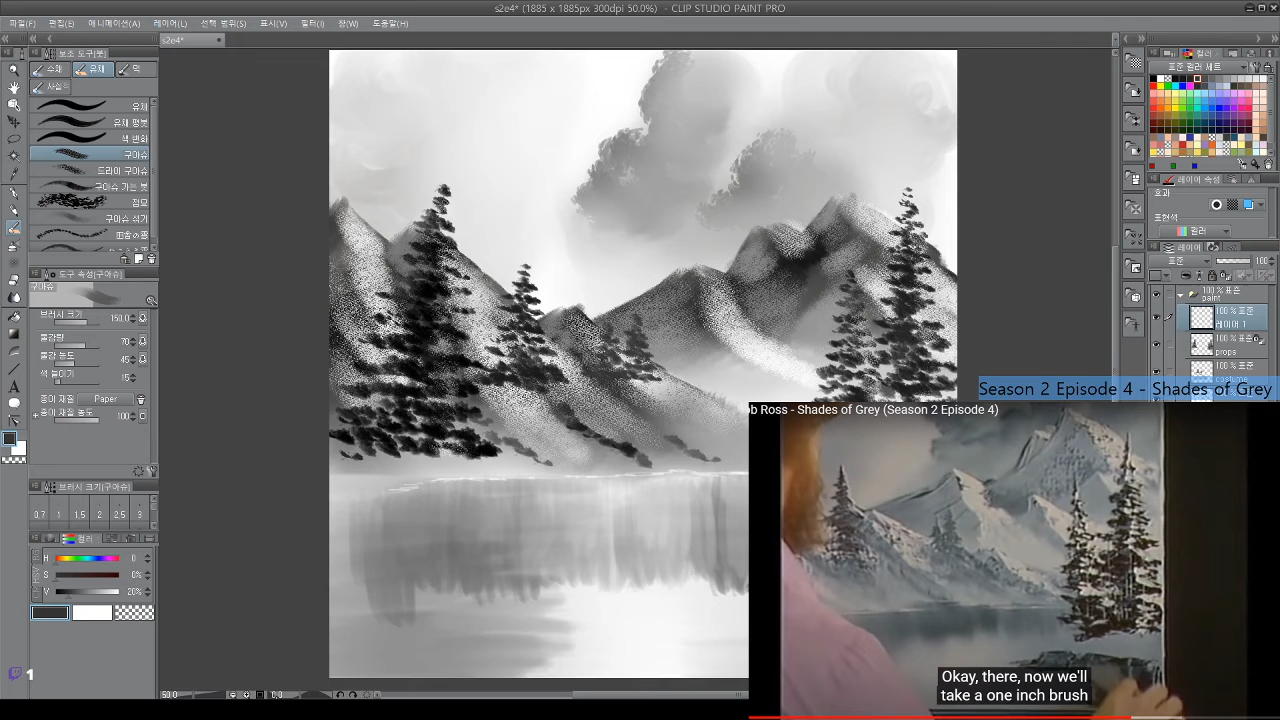 s2e4* (1885 x 1885px 300dpi 50.0%) - CLIP STUDIO PAINT PRO
파일(F) 편집(E) 애니메이션(A) 레이어(L) 선택 범위(S) 표시(V) 필터(I) 창(W) 도움말(H)
s2e4*
보조 도구(붓)
수채 유채 먹
유채
유채 평붓
색 변화
구아슈
드라이 구아슈
구아슈 가는 붓
점묘
구아슈 섞기
도구 속성(구아슈)
구아슈
브러시 크기 150.0
물감량 70
물감 농도 45
색 늘이기 15
종이 재질 Paper
종이 재질 농도 100
브러시 크기(구아슈)
0.7 1 1.5 2 2.5 3
컬러
H 0
S 0%
V 20%
1
50.0 0.0
컬러
표준 컬러 세트
레이어 속성
효과
표현색
컬러
레이어
표준 100
100 % 표준
paint
100 % 표준
레이어 1
100 % 표준
props
100 % 표준
Season 2 Episode 4 - Shades of Grey
ob Ross - Shades of Grey (Season 2 Episode 4)
Okay, there, now we'll
take a one inch brush